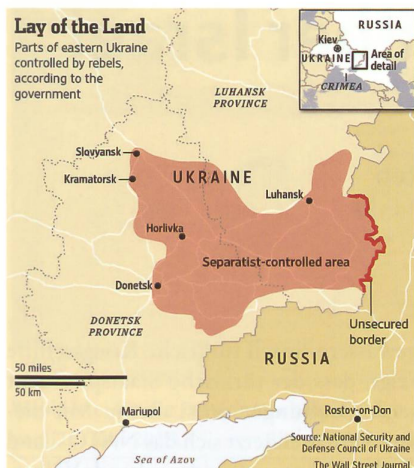 Lay of the Land
Parts of eastern Ukraine
controlled by rebels,
according to the
government
RUSSIA
Kiev
UKRAINE
Area of
detail
CRIMEA
LUHANSK
PROVINCE
Slovyansk
Kramatorsk
UKRAINE
Luhansk
Horlivka
Separatist-controlled area
Donetsk
DONETSK
PROVINCE
Unsecured
border
RUSSIA
50 miles
50 km
Mariupol
Rostov-on-Don
Sea of Azov
Source: National Security and
Defense Council of Ukraine
The Wall Street Journal